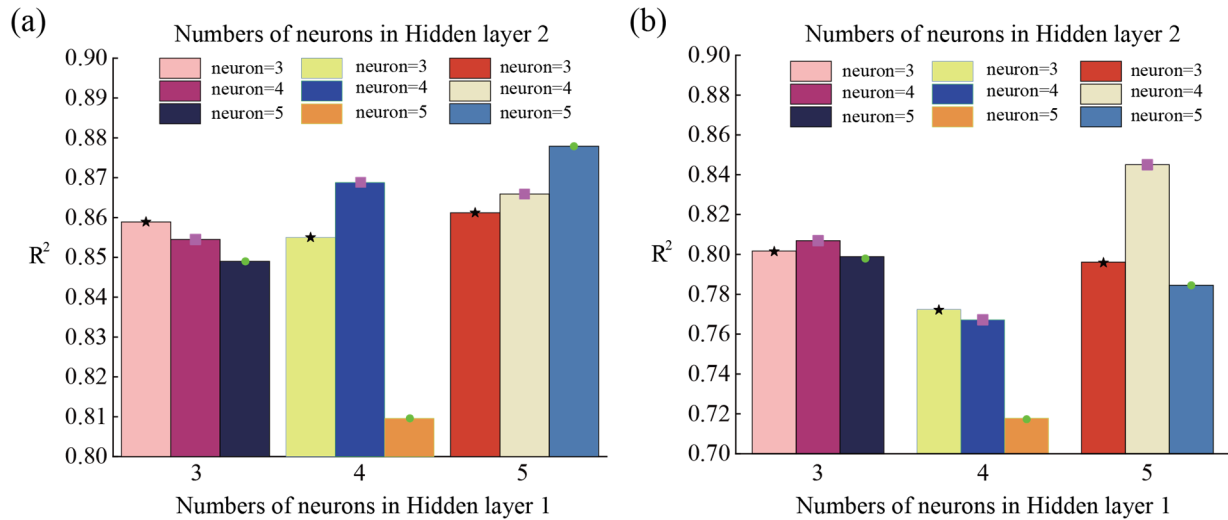 (a)
Numbers of neurons in Hidden layer 2
neuron=3 neuron=3 neuron=3
neuron=4 neuron=4 neuron=4
neuron=5 neuron=5 neuron=5
0.90
0.89
0.88
0.87
0.86
0.85
0.84
0.83
0.82
0.81
0.80
R²
3 4 5
Numbers of neurons in Hidden layer 1
(b)
Numbers of neurons in Hidden layer 2
neuron=3 neuron=3 neuron=3
neuron=4 neuron=4 neuron=4
neuron=5 neuron=5 neuron=5
0.90
0.88
0.86
0.84
0.82
0.80
0.78
0.76
0.74
0.72
0.70
R²
3 4 5
Numbers of neurons in Hidden layer 1